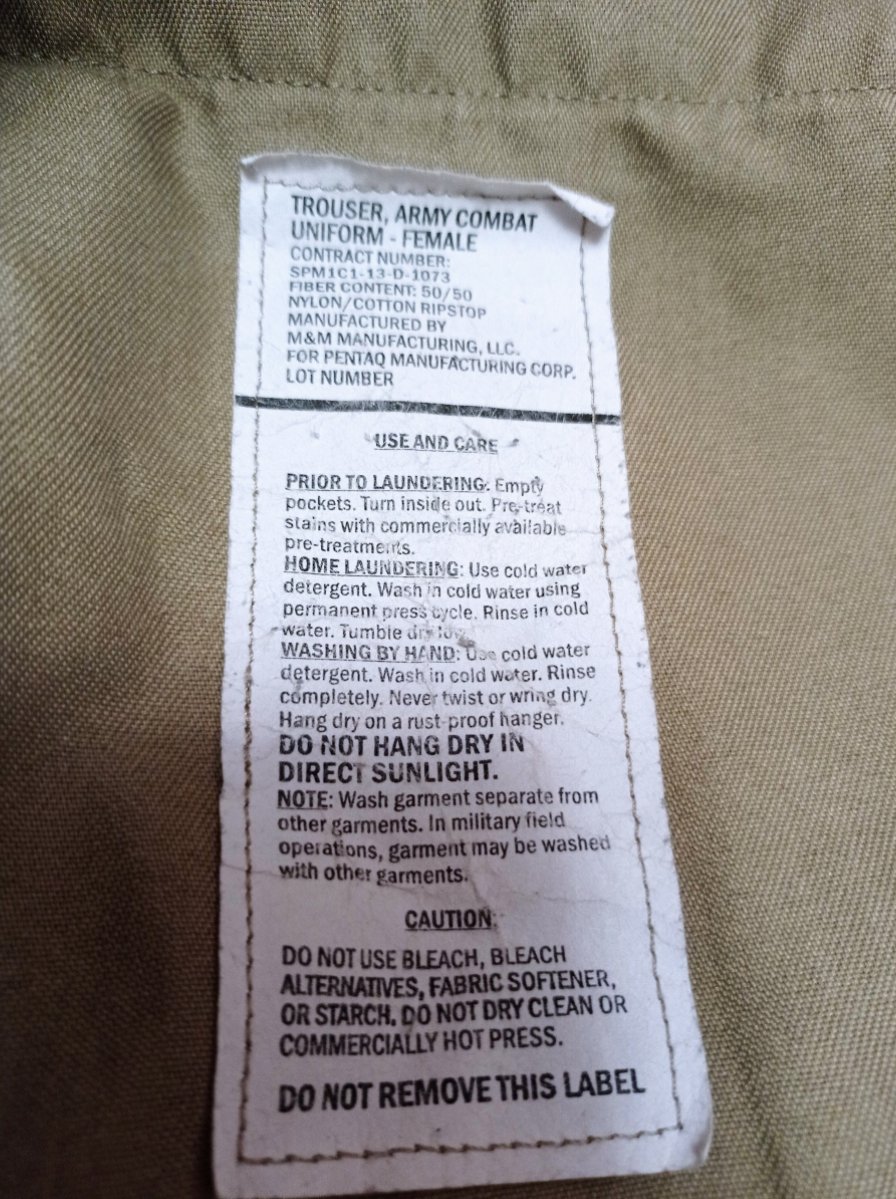 TROUSER, ARMY COMBAT
UNIFORM - FEMALE
CONTRACT NUMBER:
SPM1C1-13-D-1073
FIBER CONTENT: 50/50
NYLON/COTTON RIPSTOP
MANUFACTURED BY
M&M MANUFACTURING, LLC.
FOR PENTAQ MANUFACTURING CORP.
LOT NUMBER
USE AND CARE
PRIOR TO LAUNDERING: Empty
pockets. Turn inside out. Pre-treat
stains with commercially available
pre-treatments.
HOME LAUNDERING: Use cold water
detergent. Wash in cold water using
permanent press cycle. Rinse in cold
water. Tumble dry low.
WASHING BY HAND: Use cold water
detergent. Wash in cold water. Rinse
completely. Never twist or wring dry.
Hang dry on a rust-proof hanger.
DO NOT HANG DRY IN
DIRECT SUNLIGHT.
NOTE: Wash garment separate from
other garments. In military field
operations, garment may be washed
with other garments.
CAUTION:
DO NOT USE BLEACH, BLEACH
ALTERNATIVES, FABRIC SOFTENER,
OR STARCH. DO NOT DRY CLEAN OR
COMMERCIALLY HOT PRESS.
DO NOT REMOVE THIS LABEL